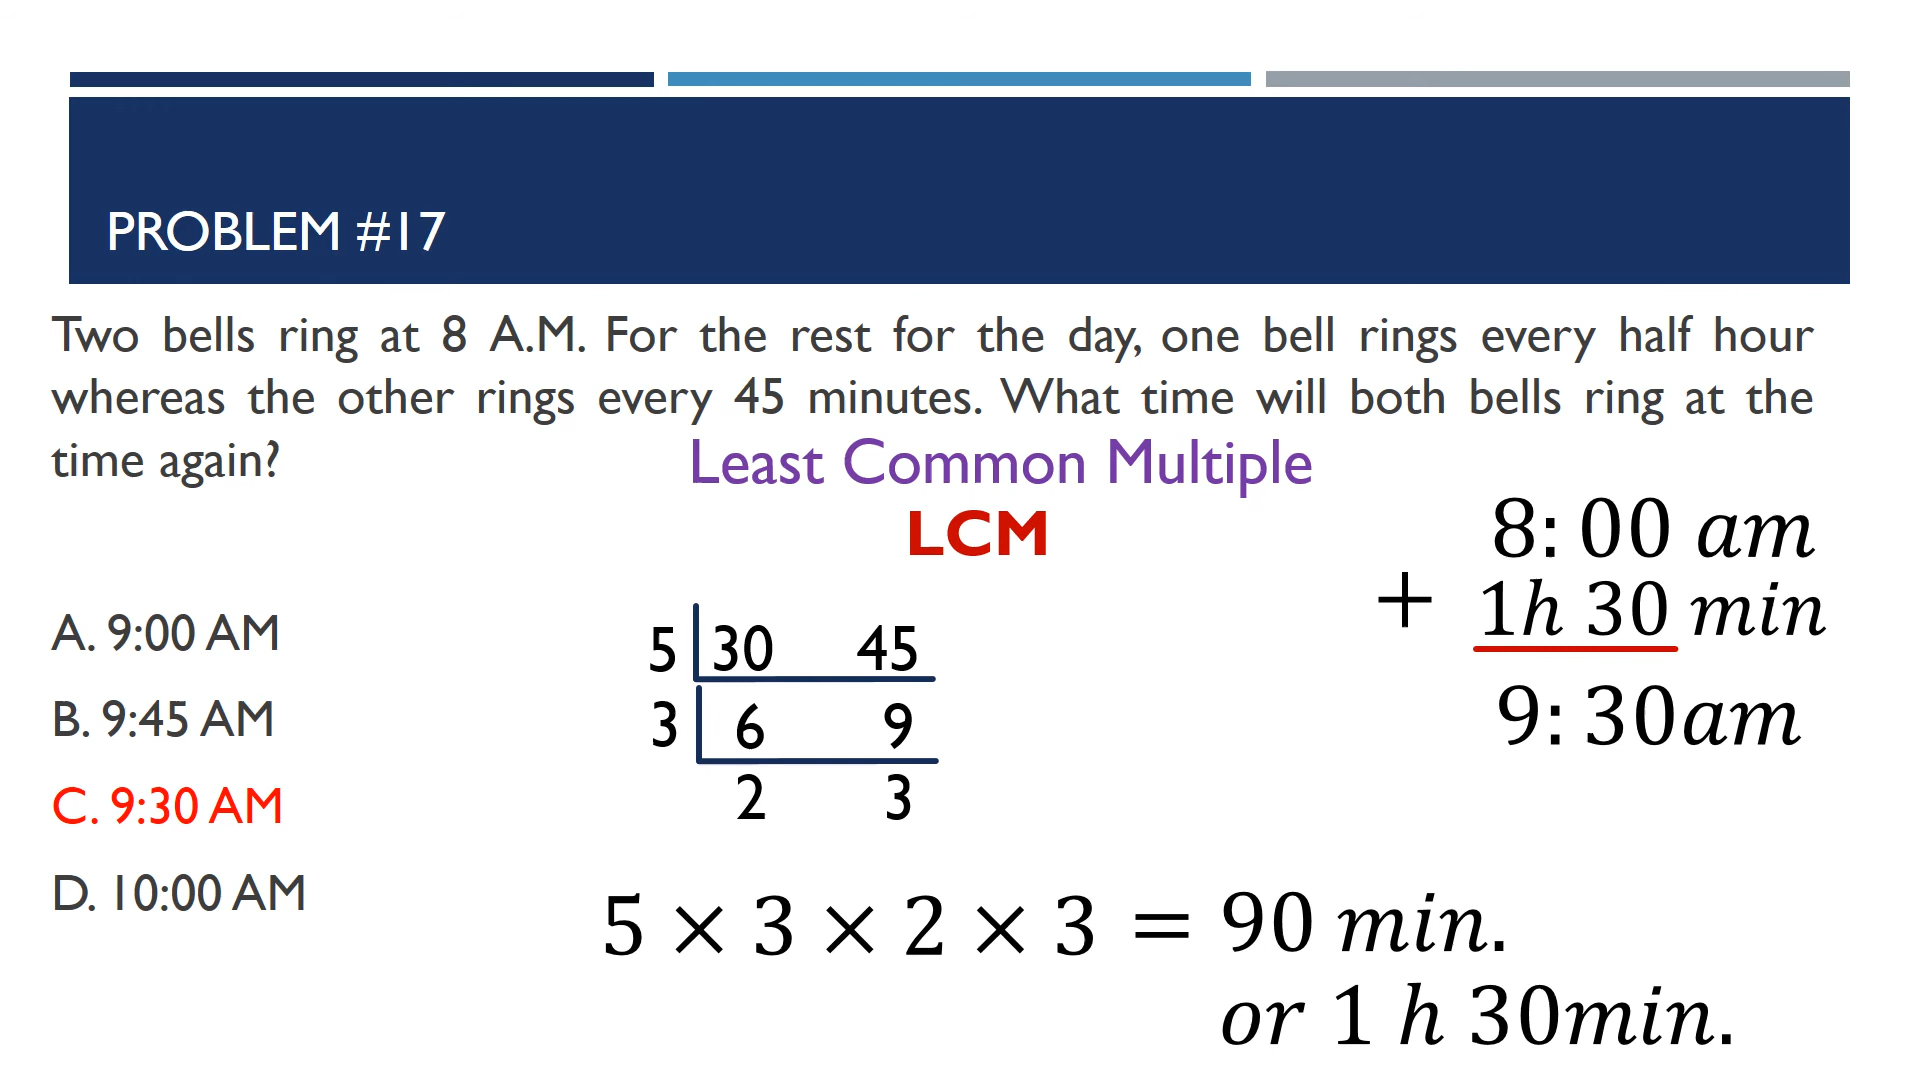 PROBLEM #17
Two bells ring at 8 A.M. For the rest for the day, one bell rings every half hour
whereas the other rings every 45 minutes. What time will both bells ring at the
time again?
Least Common Multiple
LCM
A. 9:00 AM
B. 9:45 AM
C. 9:30 AM
D. 10:00 AM
5 30 45
3 6 9
2 3
5 × 3 × 2 × 3 = 90 min.
or 1 h 30min.
8: 00 am
+ 1h 30 min
9: 30am